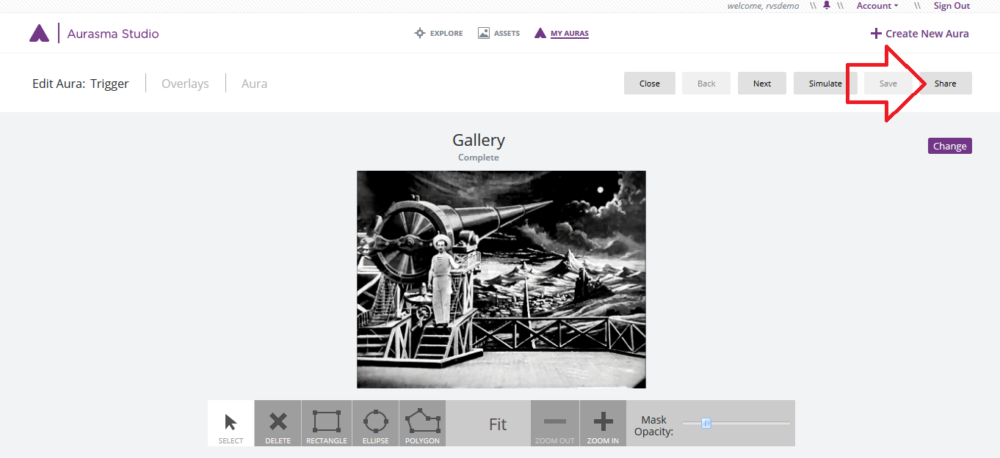 welcome, rvsdemo \\ \\ Account \\ Sign Out
Aurasma Studio
EXPLORE ASSETS MY AURAS
Create New Aura
Edit Aura: Trigger Overlays Aura
Close Back Next Simulate Save Share
Gallery
Complete
Change
SELECT DELETE RECTANGLE ELLIPSE POLYGON Fit ZOOM OUT ZOOM IN
Mask
Opacity: